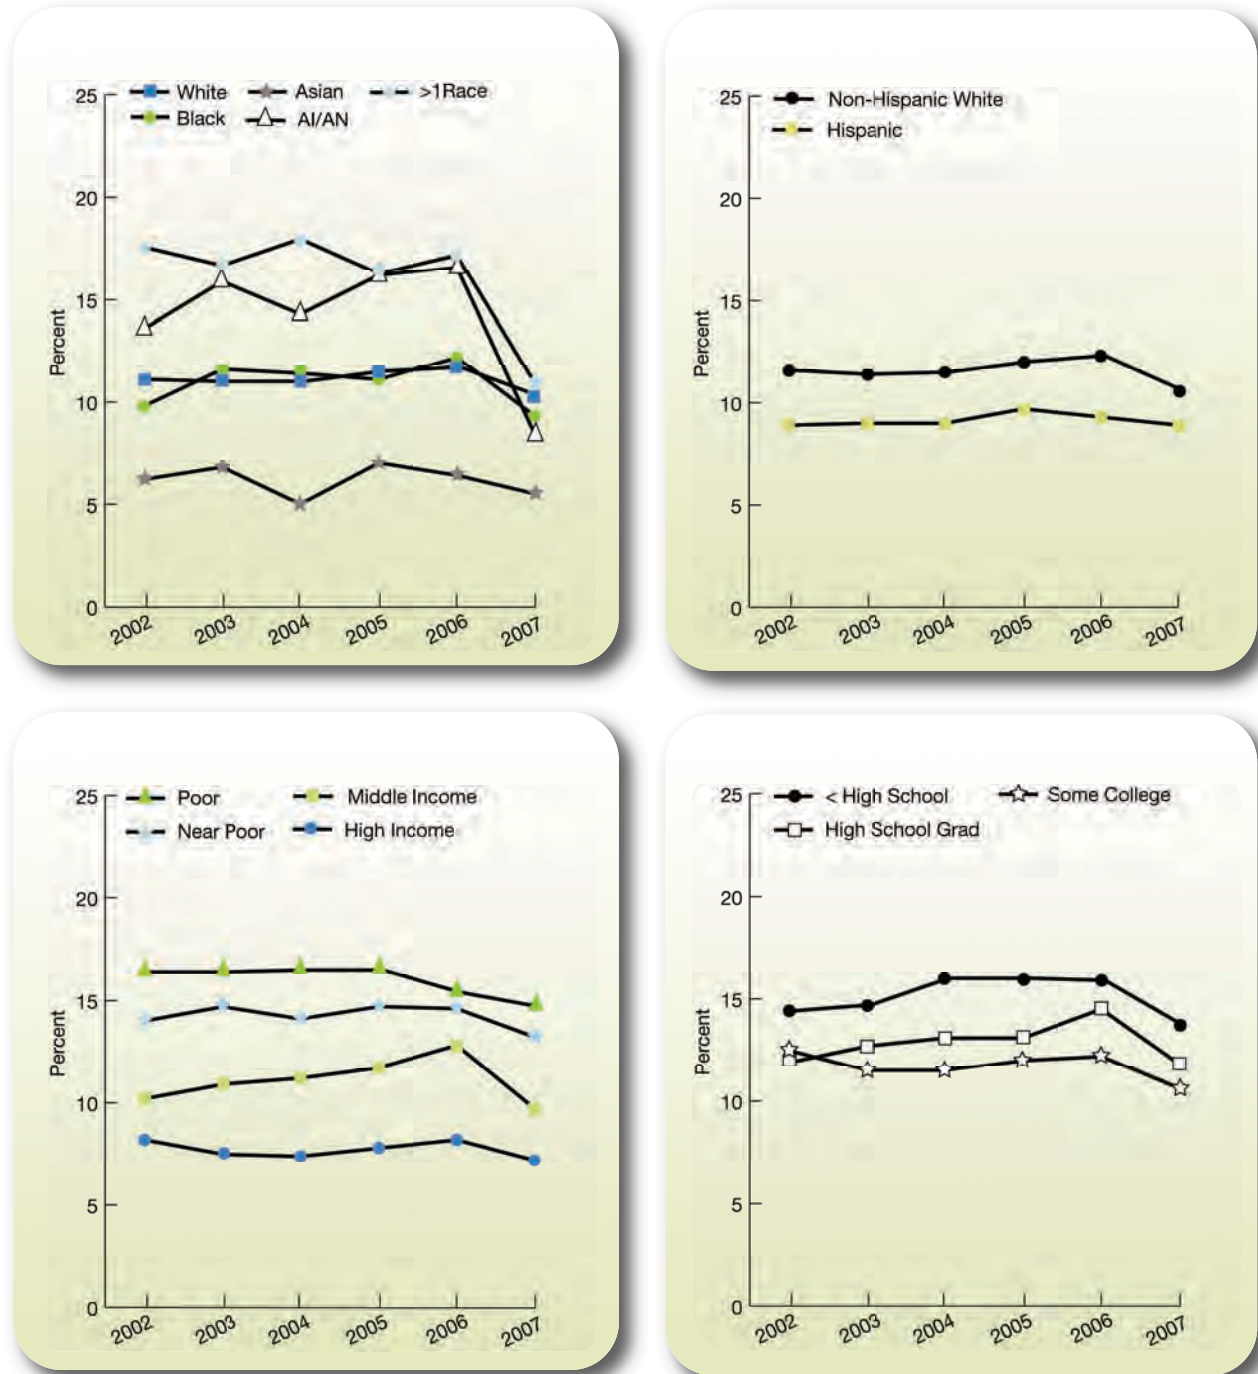 White Asian >1Race
Black AI/AN
25
20
15
10
5
0
Percent
2002 2003 2004 2005 2006 2007
Non-Hispanic White
Hispanic
25
20
15
10
5
0
Percent
2002 2003 2004 2005 2006 2007
Poor Middle Income
Near Poor High Income
25
20
15
10
5
0
Percent
2002 2003 2004 2005 2006 2007
< High School Some College
High School Grad
25
20
15
10
5
0
Percent
2002 2003 2004 2005 2006 2007